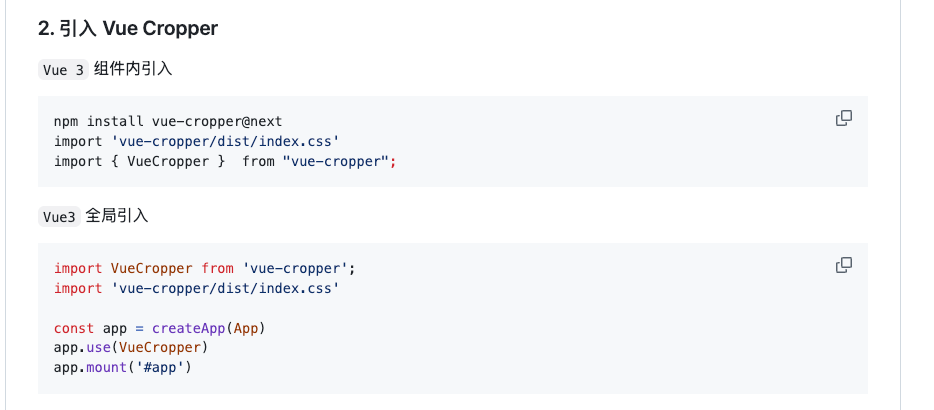 2. 引入 Vue Cropper
Vue 3 组件内引入
npm install vue-cropper@next
import 'vue-cropper/dist/index.css'
import { VueCropper }  from "vue-cropper";
Vue3 全局引入
import VueCropper from 'vue-cropper';
import 'vue-cropper/dist/index.css'
const app = createApp(App)
app.use(VueCropper)
app.mount('#app')